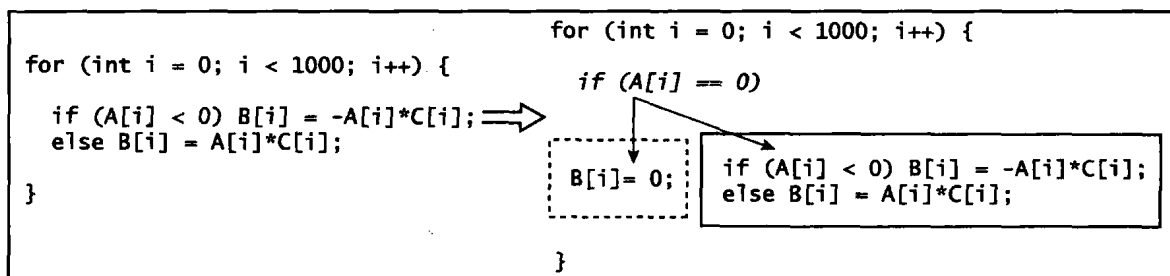 for (int i = 0; i < 1000; i++) {
if (A[i] < 0) B[i] = -A[i]*C[i];
else B[i] = A[i]*C[i];
}
for (int i = 0; i < 1000; i++) {
if (A[i] == 0)
B[i]= 0;
if (A[i] < 0) B[i] = -A[i]*C[i];
else B[i] = A[i]*C[i];
}